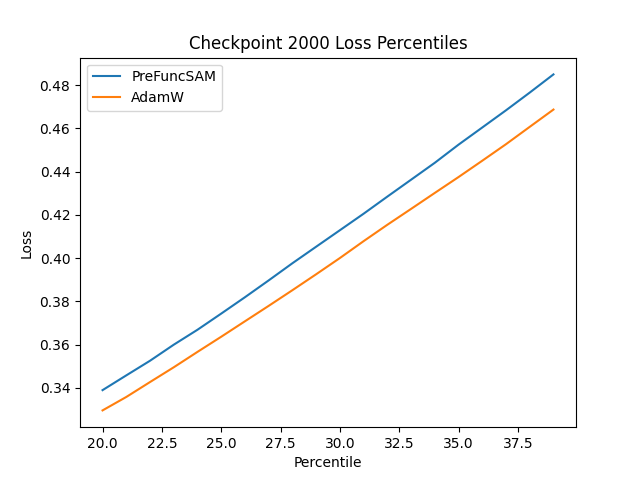 Checkpoint 2000 Loss Percentiles
PreFuncSAM
AdamW
0.48
0.46
0.44
0.42
0.40
0.38
0.36
0.34
Loss
20.0 22.5 25.0 27.5 30.0 32.5 35.0 37.5
Percentile